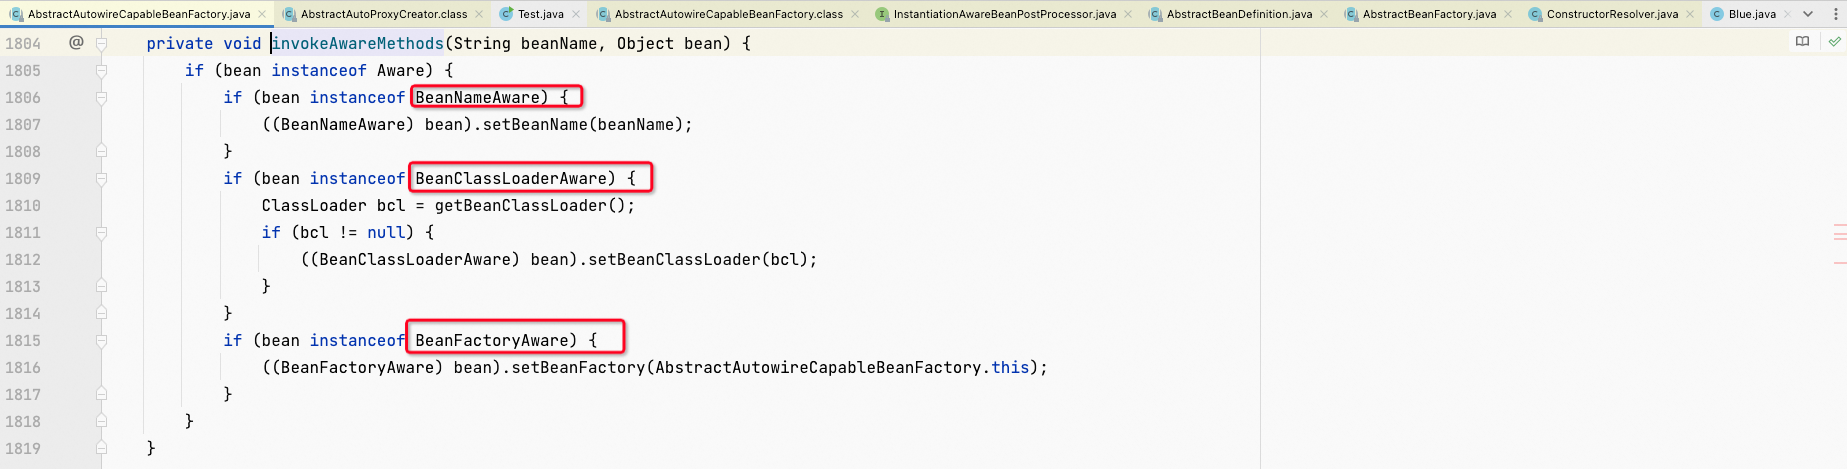 AbstractAutowireCapableBeanFactory.java AbstractAutoProxyCreator.class Test.java AbstractAutowireCapableBeanFactory.class InstantiationAwareBeanPostProcessor.java AbstractBeanDefinition.java AbstractBeanFactory.java ConstructorResolver.java Blue.java
1804 @ private void invokeAwareMethods(String beanName, Object bean) {
1805 if (bean instanceof Aware) {
1806 if (bean instanceof BeanNameAware) {
1807 ((BeanNameAware) bean).setBeanName(beanName);
1808 }
1809 if (bean instanceof BeanClassLoaderAware) {
1810 ClassLoader bcl = getBeanClassLoader();
1811 if (bcl != null) {
1812 ((BeanClassLoaderAware) bean).setBeanClassLoader(bcl);
1813 }
1814 }
1815 if (bean instanceof BeanFactoryAware) {
1816 ((BeanFactoryAware) bean).setBeanFactory(AbstractAutowireCapableBeanFactory.this);
1817 }
1818 }
1819 }